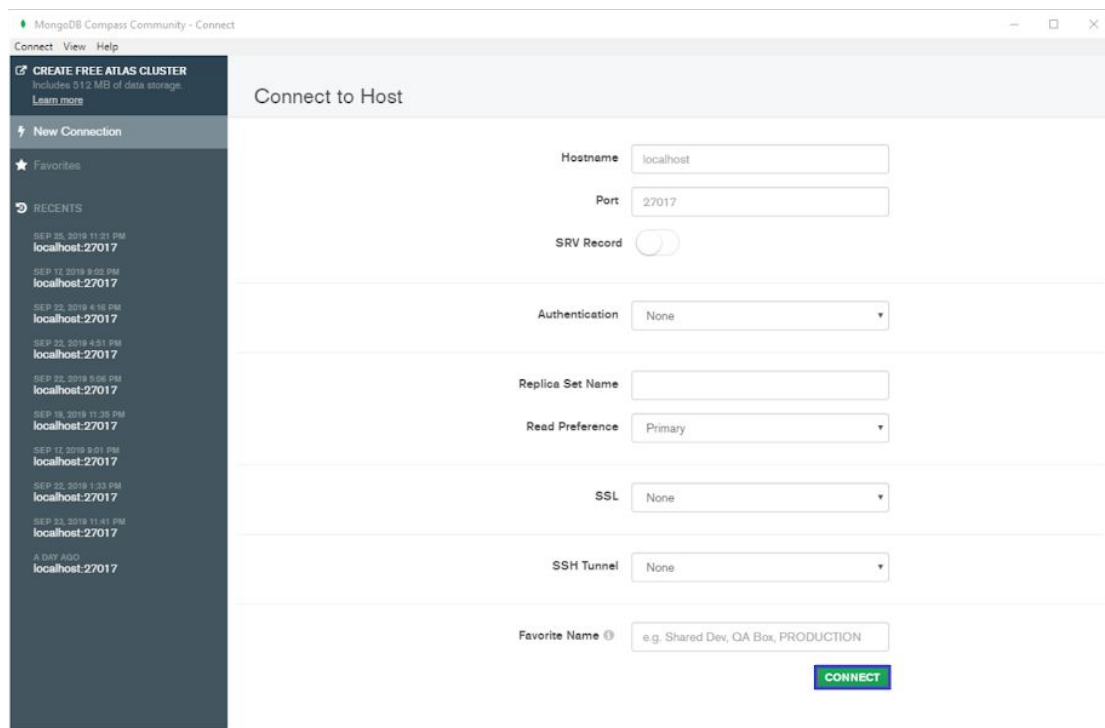 MongoDB Compass Community - Connect
Connect View Help
CREATE FREE ATLAS CLUSTER
Includes 512 MB of data storage.
Learn more
New Connection
Favorites
RECENTS
SEP 25, 2019 11:21 PM
localhost:27017
SEP 17, 2019 9:02 PM
localhost:27017
SEP 22, 2019 4:16 PM
localhost:27017
SEP 22, 2019 4:51 PM
localhost:27017
SEP 22, 2019 5:06 PM
localhost:27017
SEP 19, 2019 11:35 PM
localhost:27017
SEP 17, 2019 9:01 PM
localhost:27017
SEP 22, 2019 1:33 PM
localhost:27017
SEP 23, 2019 11:41 PM
localhost:27017
A DAY AGO
localhost:27017
Connect to Host
Hostname localhost
Port 27017
SRV Record
Authentication None
Replica Set Name
Read Preference Primary
SSL None
SSH Tunnel None
Favorite Name e.g. Shared Dev, QA Box, PRODUCTION
CONNECT